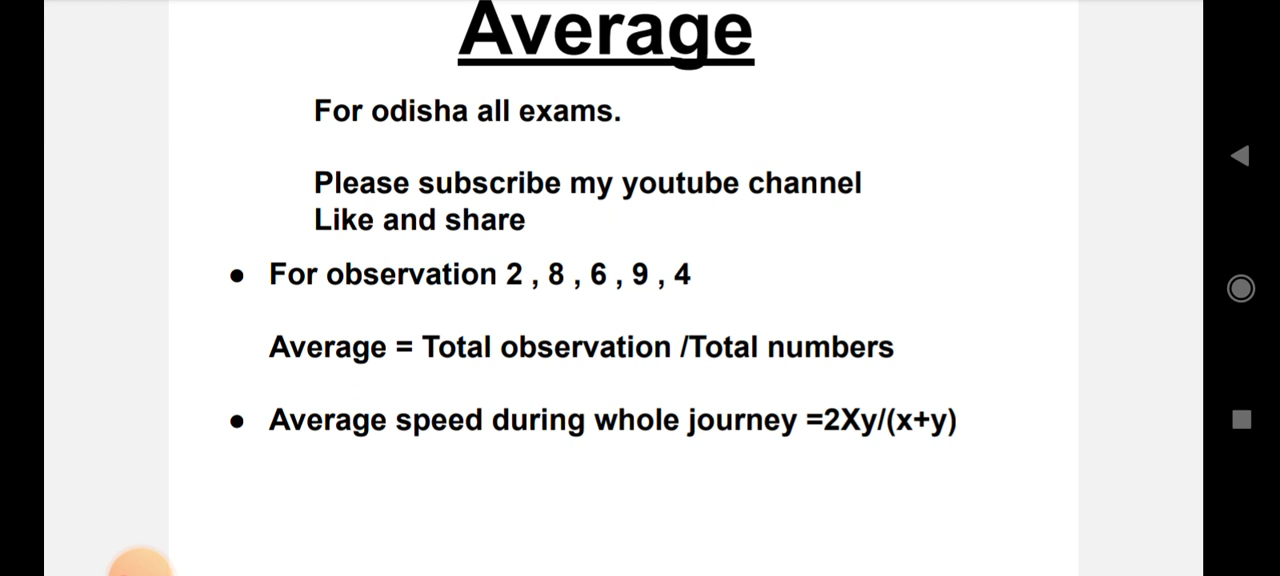 Average
For odisha all exams.
Please subscribe my youtube channel
Like and share
● For observation 2 , 8 , 6 , 9 , 4
Average = Total observation /Total numbers
● Average speed during whole journey =2Xy/(x+y)